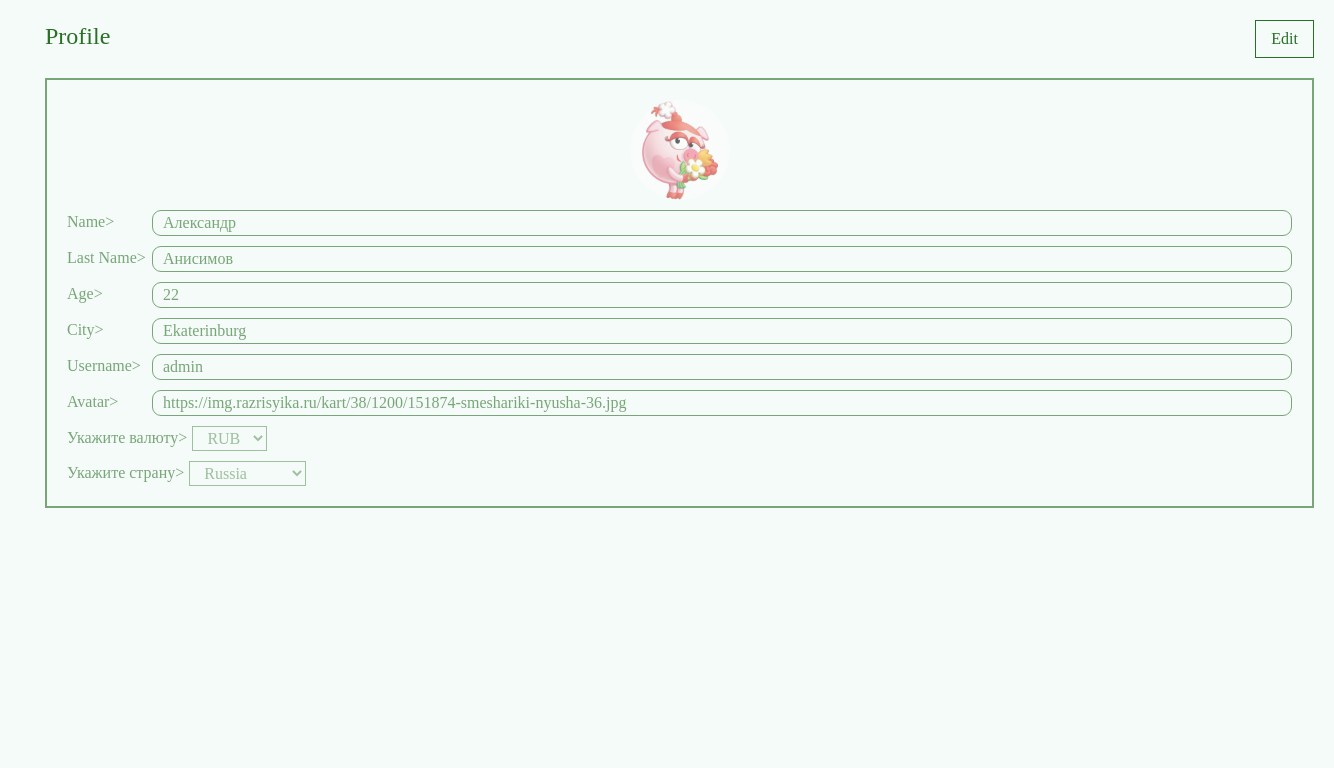 Profile
Edit
Name> Александр
Last Name> Анисимов
Age> 22
City> Ekaterinburg
Username> admin
Avatar> https://img.razrisyika.ru/kart/38/1200/151874-smeshariki-nyusha-36.jpg
Укажите валюту> RUB
Укажите страну> Russia